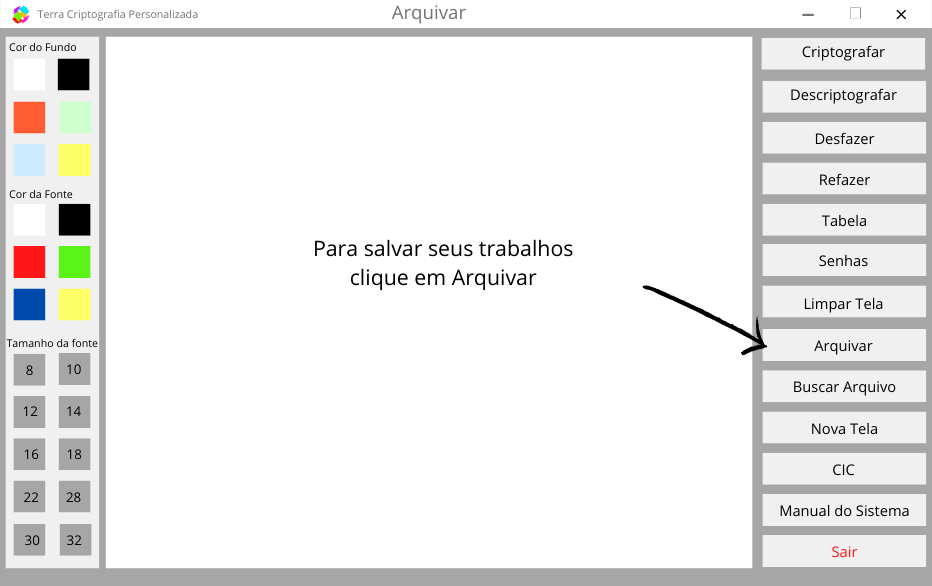 Terra Criptografia Personalizada
Arquivar
Cor do Fundo
Cor da Fonte
Tamanho da fonte
8 10
12 14
16 18
22 28
30 32
Para salvar seus trabalhos
clique em Arquivar
Criptografar
Descriptografar
Desfazer
Refazer
Tabela
Senhas
Limpar Tela
Arquivar
Buscar Arquivo
Nova Tela
CIC
Manual do Sistema
Sair